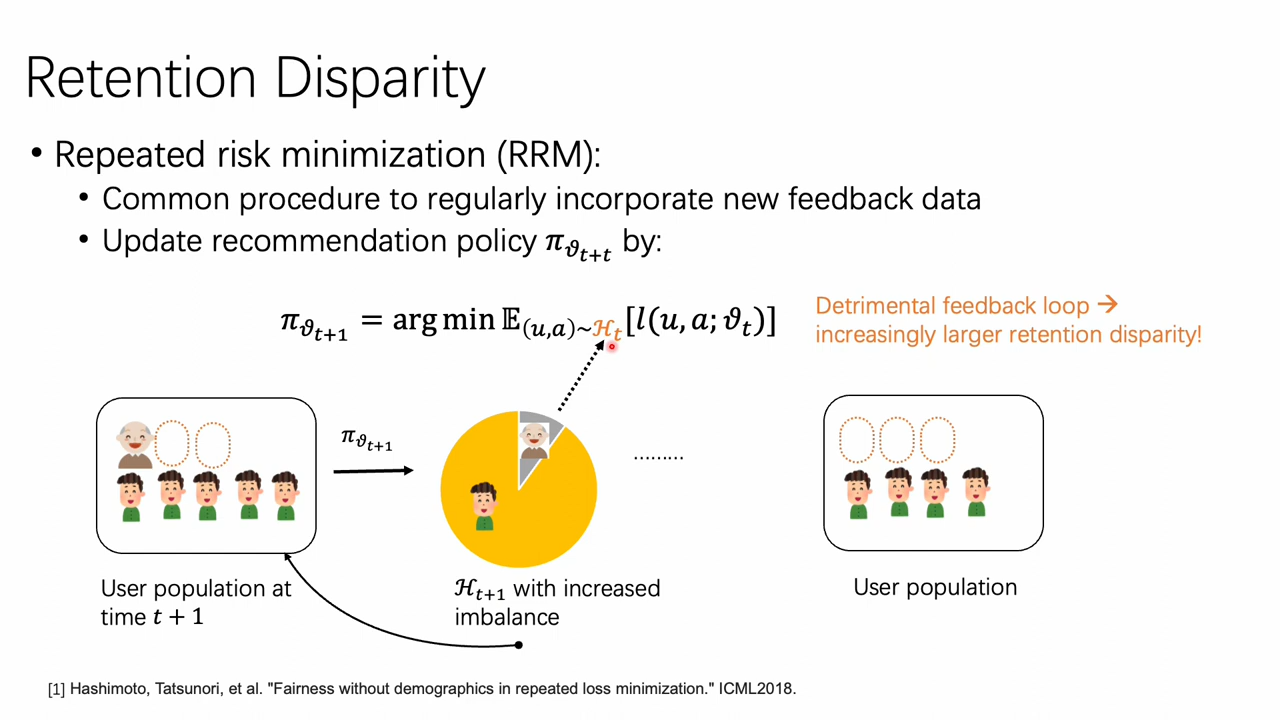 Retention Disparity
• Repeated risk minimization (RRM):
• Common procedure to regularly incorporate new feedback data
• Update recommendation policy π_ϑ_{t+t} by:
π_ϑ_{t+1} = arg min 𝔼_{(u,a)~ℋ_t}[l(u, a; ϑ_t)]
Detrimental feedback loop →
increasingly larger retention disparity!
π_ϑ_{t+1}
………
User population at
time t + 1
ℋ_{t+1} with increased
imbalance
User population
[1] Hashimoto, Tatsunori, et al. "Fairness without demographics in repeated loss minimization." ICML2018.